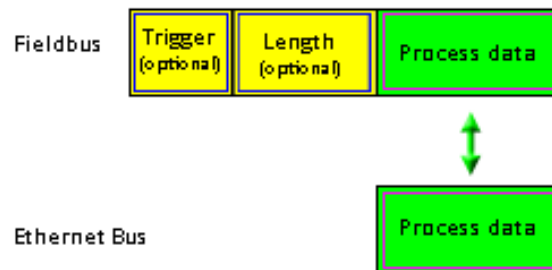 Fieldbus
Trigger
(optional)
Length
(optional)
Process data
Ethernet Bus
Process data